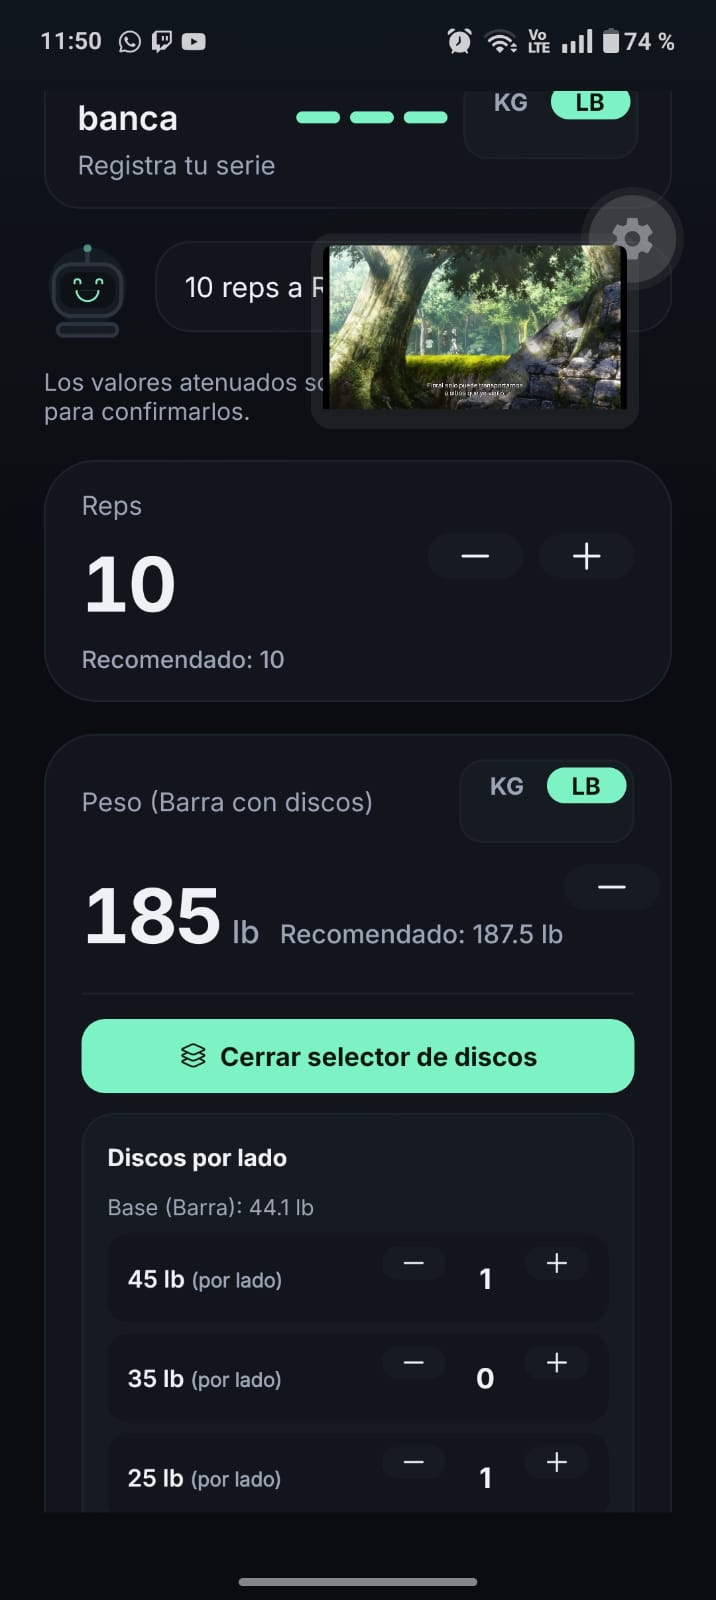 11:50
Vo LTE
74 %
banca
KG LB
Registra tu serie
10 reps a R
Los valores atenuados so
para confirmarlos.
Reps
10
Recomendado: 10
Peso (Barra con discos)
KG LB
185 lb Recomendado: 187.5 lb
Cerrar selector de discos
Discos por lado
Base (Barra): 44.1 lb
45 lb (por lado) 1
35 lb (por lado) 0
25 lb (por lado) 1